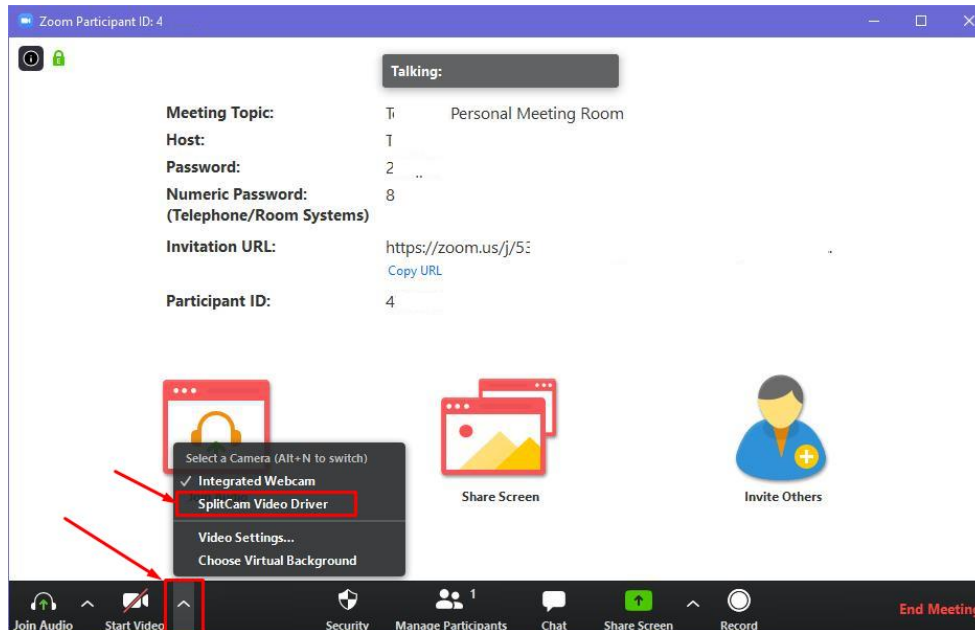 Zoom Participant ID: 4
Talking:
Meeting Topic: Personal Meeting Room
Host: T
Password: 2
Numeric Password: 8
(Telephone/Room Systems)
Invitation URL: https://zoom.us/j/53
Copy URL
Participant ID: 4
Select a Camera (Alt+N to switch)
✓ Integrated Webcam
SplitCam Video Driver
Video Settings...
Choose Virtual Background
Share Screen
Invite Others
1
Join Audio Start Video Security Manage Participants Chat Share Screen Record End Meeting